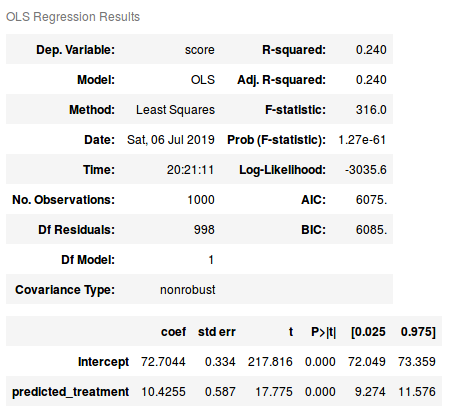 OLS Regression Results
Dep. Variable: score R-squared: 0.240
Model: OLS Adj. R-squared: 0.240
Method: Least Squares F-statistic: 316.0
Date: Sat, 06 Jul 2019 Prob (F-statistic): 1.27e-61
Time: 20:21:11 Log-Likelihood: -3035.6
No. Observations: 1000 AIC: 6075.
Df Residuals: 998 BIC: 6085.
Df Model: 1
Covariance Type: nonrobust
coef std err t P>|t| [0.025 0.975]
Intercept 72.7044 0.334 217.816 0.000 72.049 73.359
predicted_treatment 10.4255 0.587 17.775 0.000 9.274 11.576